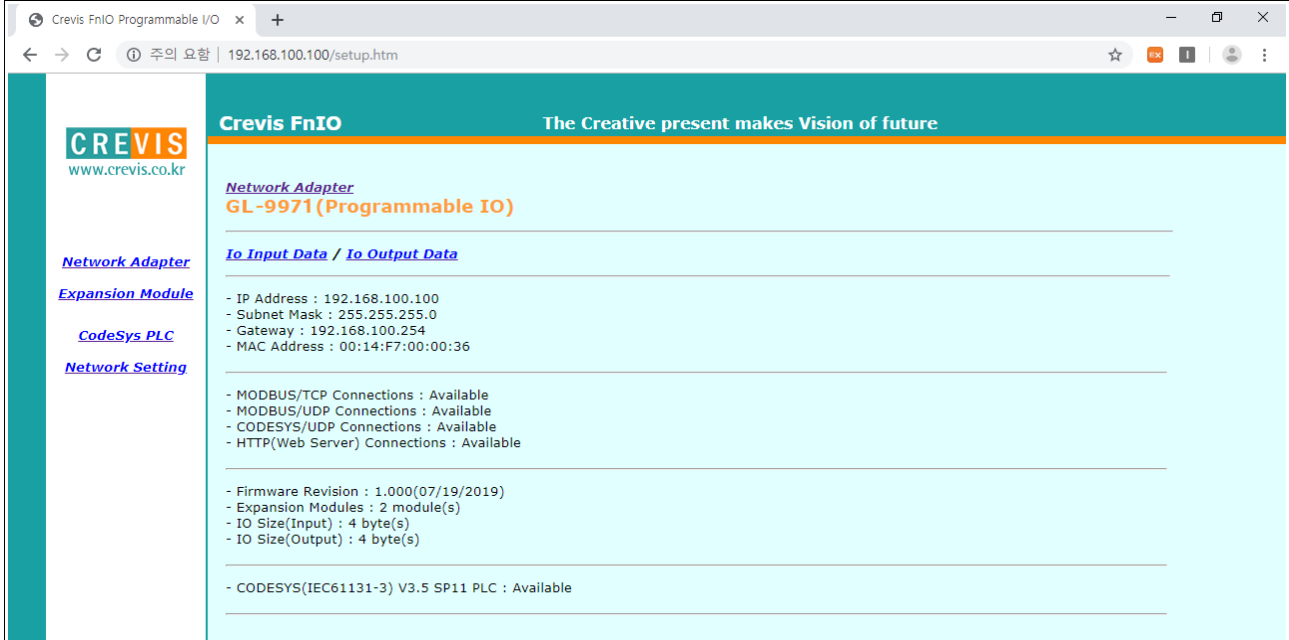 Crevis FnIO Programmable I/O
주의 요함 | 192.168.100.100/setup.htm
CREVIS
www.crevis.co.kr
Crevis FnIO
The Creative present makes Vision of future
Network Adapter
Expansion Module
CodeSys PLC
Network Setting
Network Adapter
GL-9971(Programmable IO)
Io Input Data / Io Output Data
- IP Address : 192.168.100.100
- Subnet Mask : 255.255.255.0
- Gateway : 192.168.100.254
- MAC Address : 00:14:F7:00:00:36
- MODBUS/TCP Connections : Available
- MODBUS/UDP Connections : Available
- CODESYS/UDP Connections : Available
- HTTP(Web Server) Connections : Available
- Firmware Revision : 1.000(07/19/2019)
- Expansion Modules : 2 module(s)
- IO Size(Input) : 4 byte(s)
- IO Size(Output) : 4 byte(s)
- CODESYS(IEC61131-3) V3.5 SP11 PLC : Available